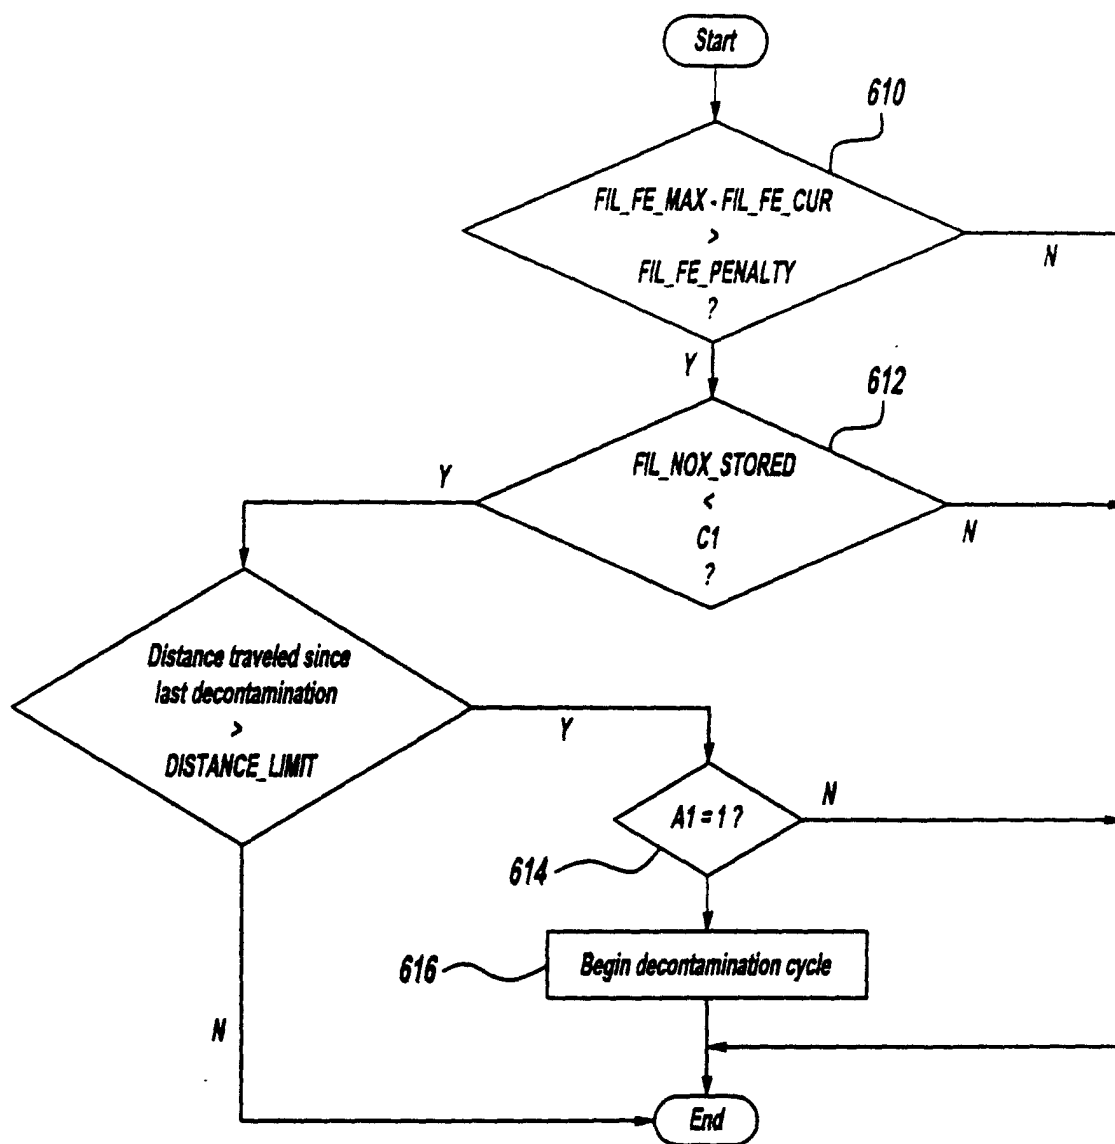 Start
610
FIL_FE_MAX - FIL_FE_CUR
>
FIL_FE_PENALTY
?
N
Y
612
FIL_NOX_STORED
<
C1
?
Y
N
Distance traveled since
last decontamination
>
DISTANCE_LIMIT
Y
A1 = 1 ?
N
614
Begin decontamination cycle
616
N
End